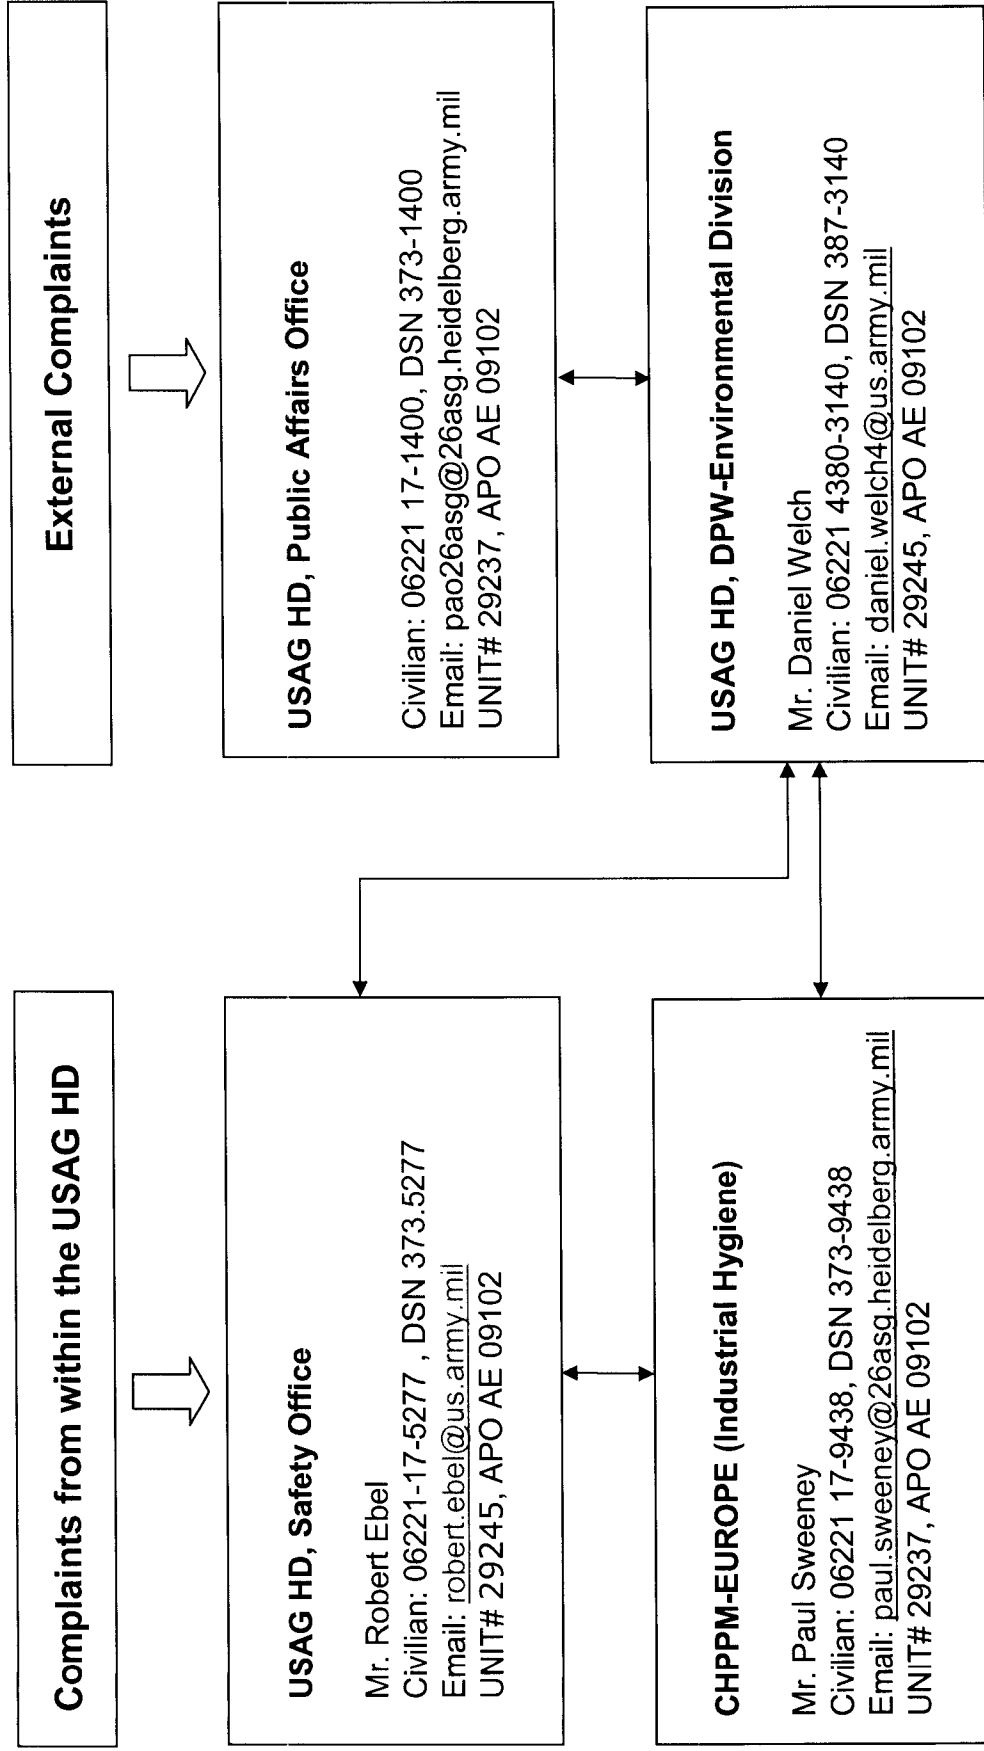 Complaints from within the USAG HD
External Complaints
USAG HD, Safety Office
Mr. Robert Ebel
Civilian: 06221-17-5277 , DSN 373.5277
Email: robert.ebel@us.army.mil
UNIT# 29245, APO AE 09102
USAG HD, Public Affairs Office
Civilian: 06221 17-1400, DSN 373-1400
Email: pao26asg@26asg.heidelberg.army.mil
UNIT# 29237, APO AE 09102
CHPPM-EUROPE (Industrial Hygiene)
Mr. Paul Sweeney
Civilian: 06221 17-9438, DSN 373-9438
Email: paul.sweeney@26asg.heidelberg.army.mil
UNIT# 29237, APO AE 09102
USAG HD, DPW-Environmental Division
Mr. Daniel Welch
Civilian: 06221 4380-3140, DSN 387-3140
Email: daniel.welch4@us.army.mil
UNIT# 29245, APO AE 09102